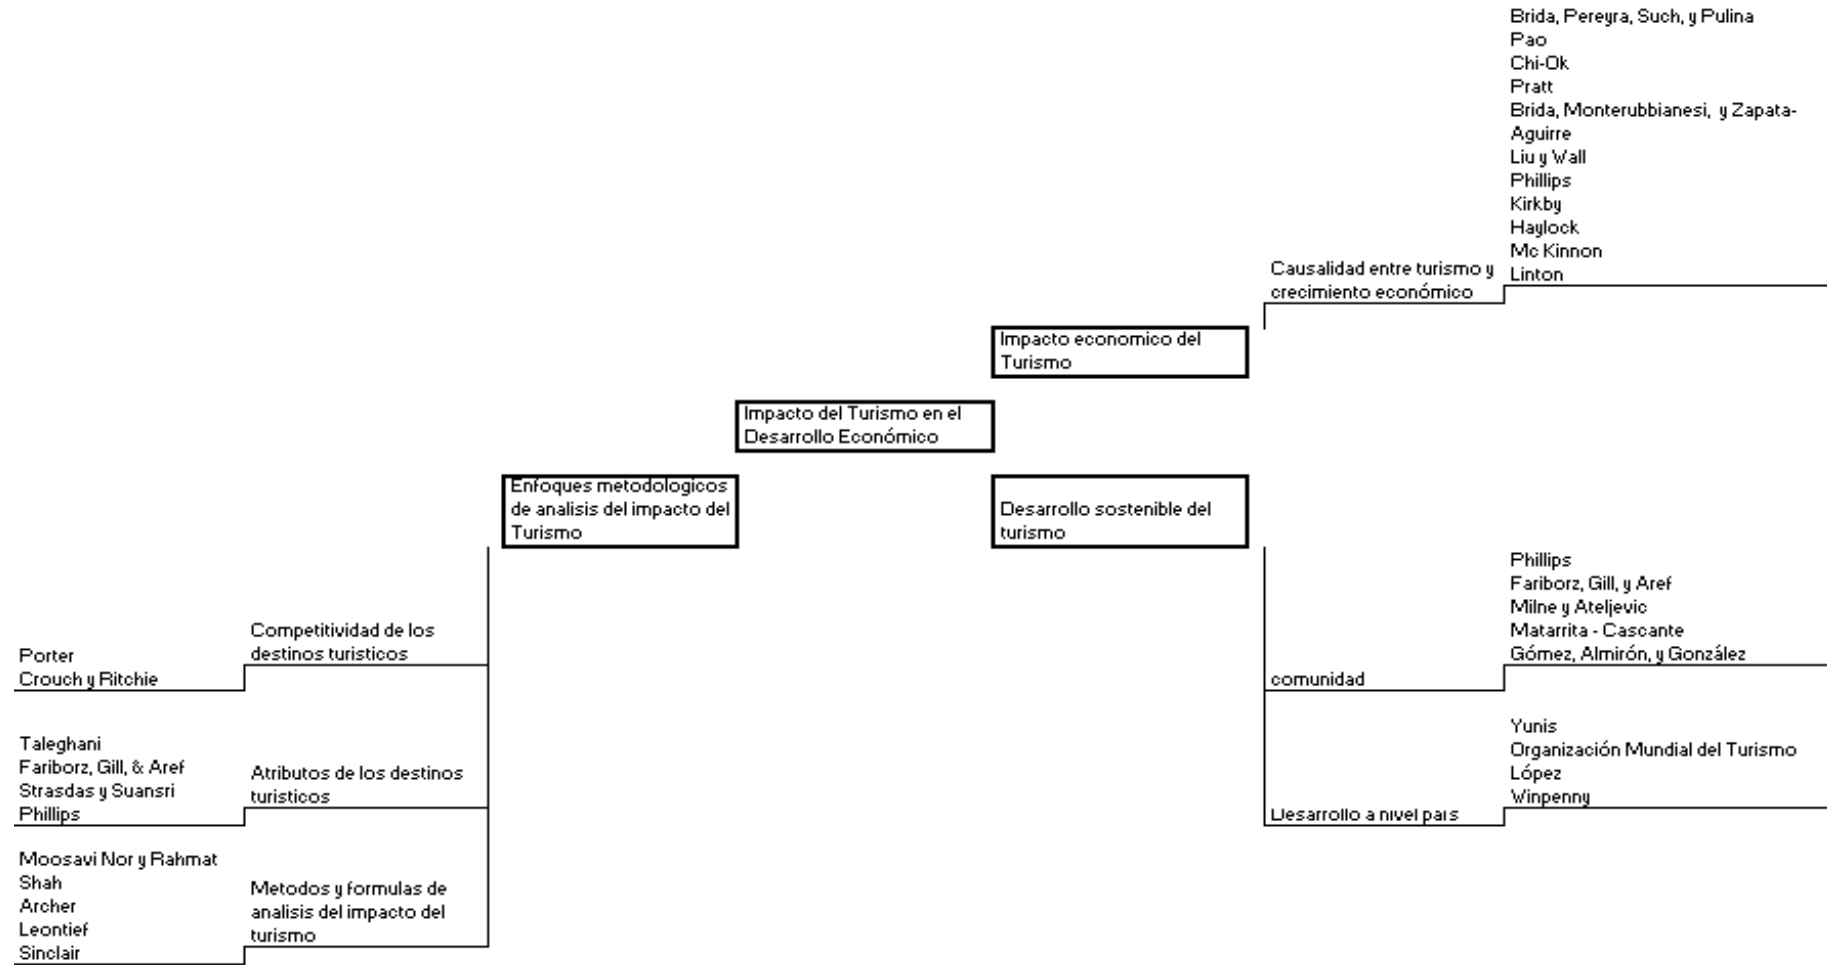 Brida, Pereyra, Such, y Pulina
Pao
Chi-Ok
Pratt
Brida, Monterubbianesi, y Zapata-
Aguirre
Liu y Wall
Phillips
Kirkby
Haylock
Mc Kinnon
Linton
Causalidad entre turismo y
crecimiento económico
Impacto economico del
Turismo
Impacto del Turismo en el
Desarrollo Económico
Enfoques metodologicos
de analisis del impacto del
Turismo
Desarrollo sostenible del
turismo
Phillips
Fariborz, Gill, y Aref
Milne y Ateljevic
Matarrita - Cascante
Gómez, Almirón, y González
comunidad
Yunis
Organización Mundial del Turismo
López
Winpenny
Desarrollo a nivel pais
Competitividad de los
destinos turisticos
Porter
Crouch y Ritchie
Atributos de los destinos
turisticos
Taleghani
Fariborz, Gill, & Aref
Strasdas y Suansri
Phillips
Metodos y formulas de
analisis del impacto del
turismo
Moosavi Nor y Rahmat
Shah
Archer
Leontief
Sinclair